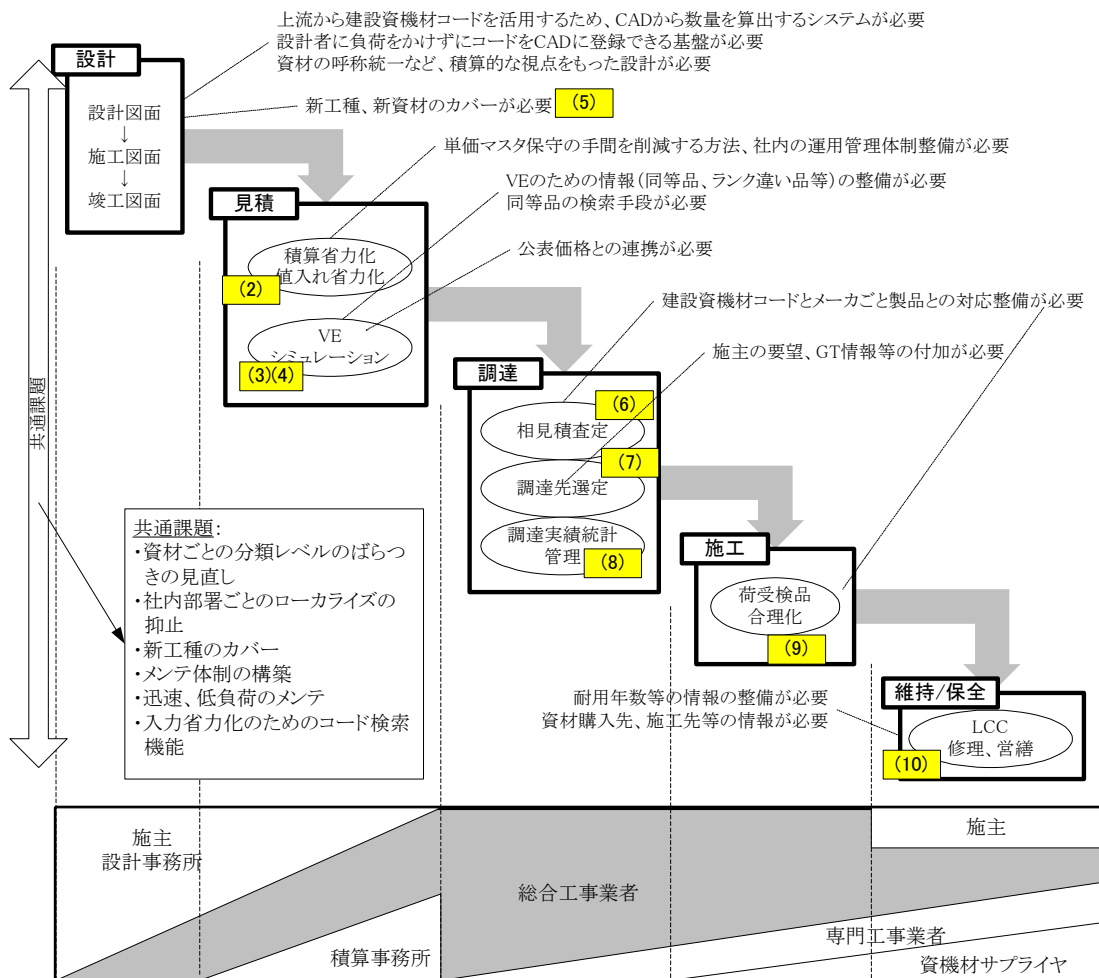 上流から建設資機材コードを活用するため、CADから数量を算出するシステムが必要
設計者に負荷をかけずにコードをCADに登録できる基盤が必要
資材の呼称統一など、積算的な視点をもった設計が必要
設計
設計図面
↓
施工図面
↓
竣工図面
新工種、新資材のカバーが必要
(5)
単価マスタ保守の手間を削減する方法、社内の運用管理体制整備が必要
VEのための情報(同等品、ランク違い品等)の整備が必要
同等品の検索手段が必要
見積
積算省力化
値入れ省力化
(2)
公表価格との連携が必要
VE
シミュレーション
(3)(4)
建設資機材コードとメーカごと製品との対応整備が必要
施主の要望、GT情報等の付加が必要
調達
(6)
相見積査定
(7)
調達先選定
調達実績統計
管理
(8)
共通課題
共通課題:
・資材ごとの分類レベルのばらつ
きの見直し
・社内部署ごとのローカライズの
抑止
・新工種のカバー
・メンテ体制の構築
・迅速、低負荷のメンテ
・入力省力化のためのコード検索
機能
施工
荷受検品
合理化
(9)
耐用年数等の情報の整備が必要
資材購入先、施工先等の情報が必要
維持/保全
LCC
修理、営繕
(10)
施主
設計事務所
積算事務所
総合工事業者
施主
専門工事業者
資機材サプライヤ